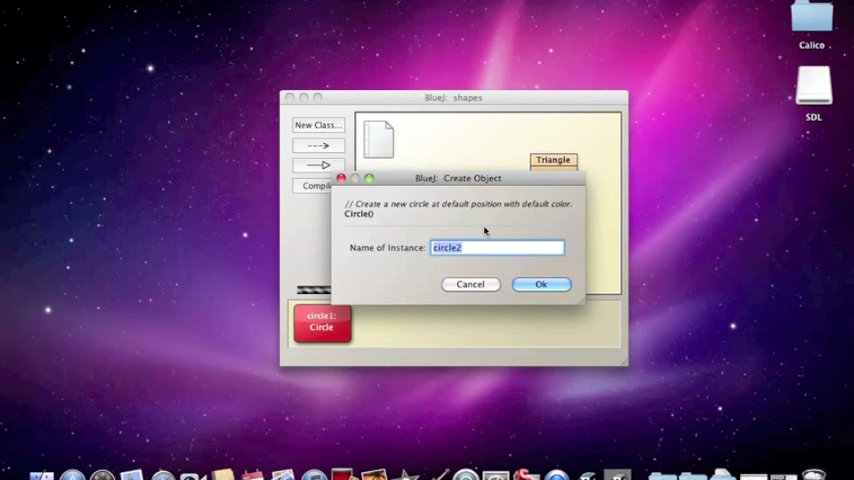 Calico
SDL
BlueJ: shapes
New Class...
Triangle
BlueJ: Create Object
// Create a new circle at default position with default color.
Circle()
Name of Instance:
circle2
Cancel
Ok
circle1:
Circle